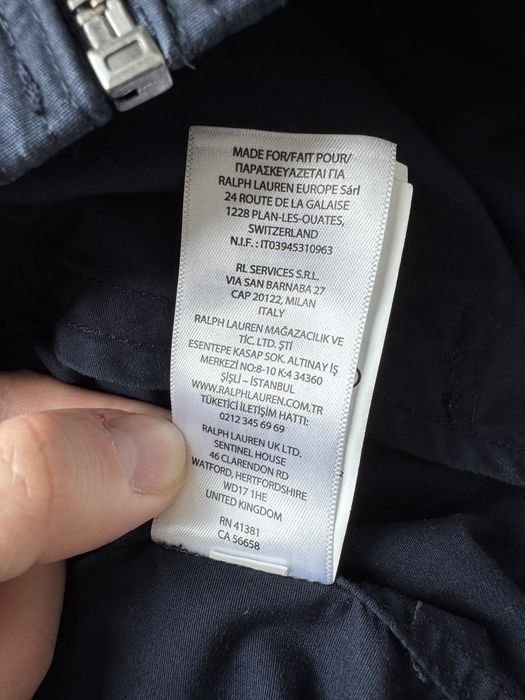 MADE FOR/FAIT POUR/
ΠΑΡΑΣΚΕΥΑΖΕΤΑΙ ΓΙΑ
RALPH LAUREN EUROPE Sárl
24 ROUTE DE LA GALAISE
1228 PLAN-LES-OUATES,
SWITZERLAND
N.I.F. : IT03945310963
RL SERVICES S.R.L.
VIA SAN BARNABA 27
CAP 20122, MILAN
ITALY
RALPH LAUREN MAĞAZACILIK VE
TİC. LTD. ŞTİ
ESENTEPE KASAP SOK. ALTINAY İŞ
MERKEZİ NO:8-10 K:4 34360
ŞİŞLİ – İSTANBUL
WWW.RALPHLAUREN.COM.TR
TÜKETİCİ İLETİŞİM HATTI:
0212 345 69 69
RALPH LAUREN UK LTD.
SENTINEL HOUSE
46 CLARENDON RD
WATFORD, HERTFORDSHIRE
WD17 1HE
UNITED KINGDOM
RN 41381
CA 56658